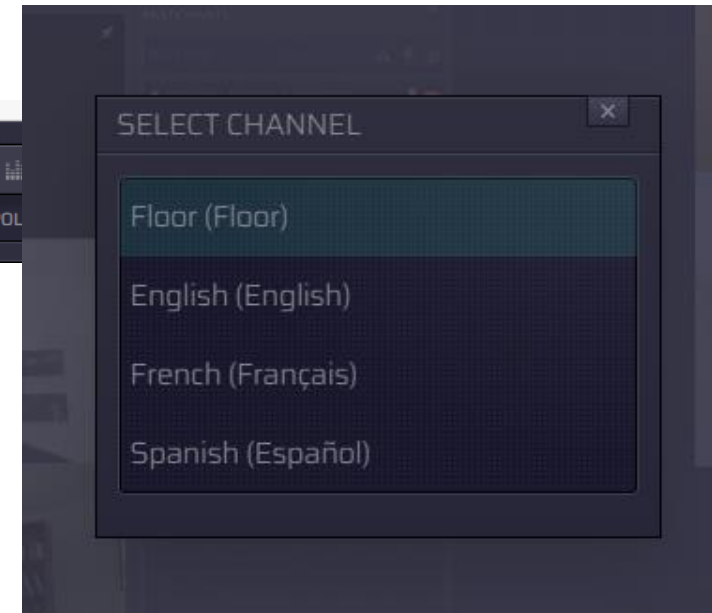 SELECT CHANNEL
Floor (Floor)
English (English)
French (Français)
Spanish (Español)